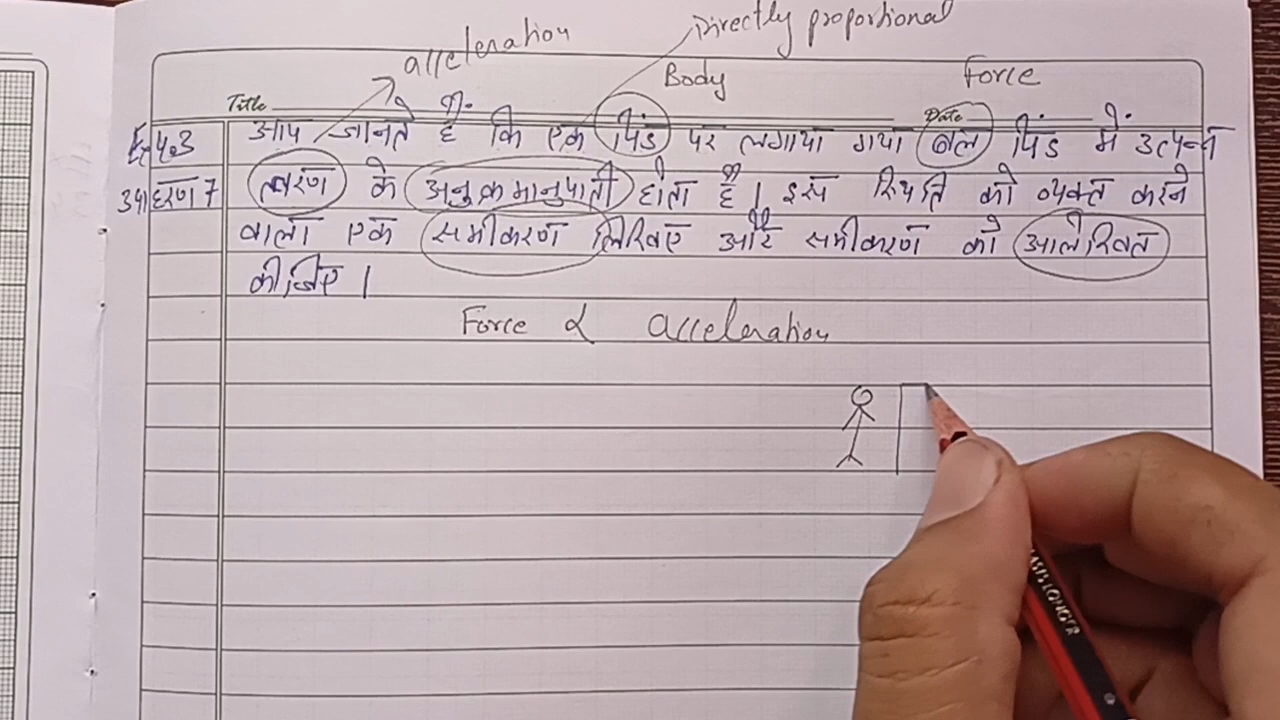 acceleration Directly proportional
Body Force
Title Date
Ex 4.3 आप जानते हैं कि एक पिंड पर लगाया गया बल पिंड में उत्पन्न
उदाहरण 7 त्वरण के अनुक्रमानुपाती होता है। इस स्थिति को व्यक्त करने
वाला एक समीकरण लिखिए और समीकरण को आलेखित
कीजिए।
Force ∝ acceleration